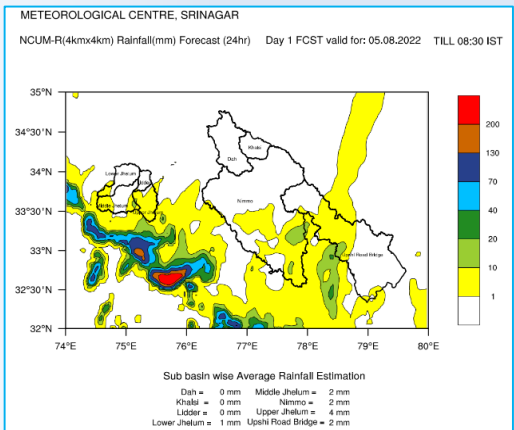 METEOROLOGICAL CENTRE, SRINAGAR
NCUM-R(4kmx4km) Rainfall(mm) Forecast (24hr) Day 1 FCST valid for: 05.08.2022 TILL 08:30 IST
35°N
34°30'N
34°N
33°30'N
33°N
32°30'N
32°N
74°E 75°E 76°E 77°E 78°E 79°E 80°E
Khalsi
Dah
Lower Jhelum
Lidder
Middle Jhelum
Upper Jhelum
Nimmo
Upshi Road Bridge
200
130
70
40
20
10
1
Sub basin wise Average Rainfall Estimation
Dah = 0 mm Middle Jhelum = 2 mm
Khalsi = 0 mm Nimmo = 2 mm
Lidder = 0 mm Upper Jhelum = 4 mm
Lower Jhelum = 1 mm Upshi Road Bridge = 2 mm